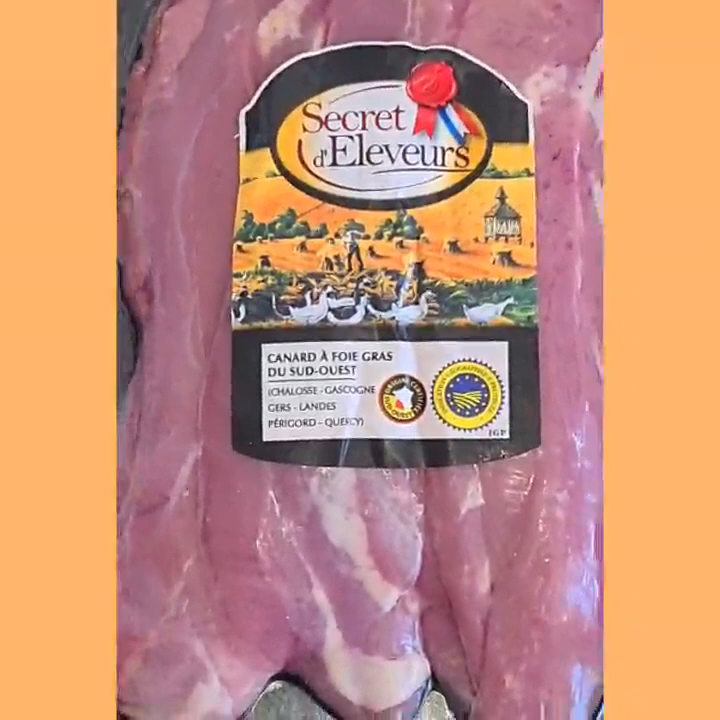 Secret
d'Eleveurs
CANARD À FOIE GRAS
DU SUD-OUEST
(CHALOSSE - GASCOGNE
GERS - LANDES
PÉRIGORD - QUERCY)
IGP